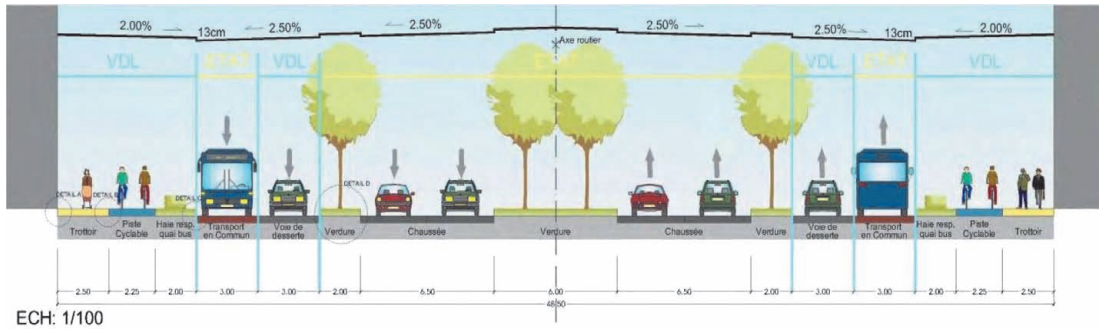 2.00% 13cm 2.50% 2.50% 2.50% 13cm 2.00%
Axe routier
VDL ETAT VDL ETAT VDL ETAT VDL
DETAIL A DETAIL DETAIL DETAIL D
Trottoir Piste Cyclable Haie resp. quai bus Transport en Commun Voie de desserte Verdure Chaussée Verdure Chaussée Verdure Voie de desserte Transport en Commun Haie resp. quai bus Piste Cyclable Trottoir
2.50 2.25 2.00 3.00 3.00 2.00 6.50 6.00 6.50 2.00 3.00 3.00 2.00 2.25 2.50
48.50
ECH: 1/100